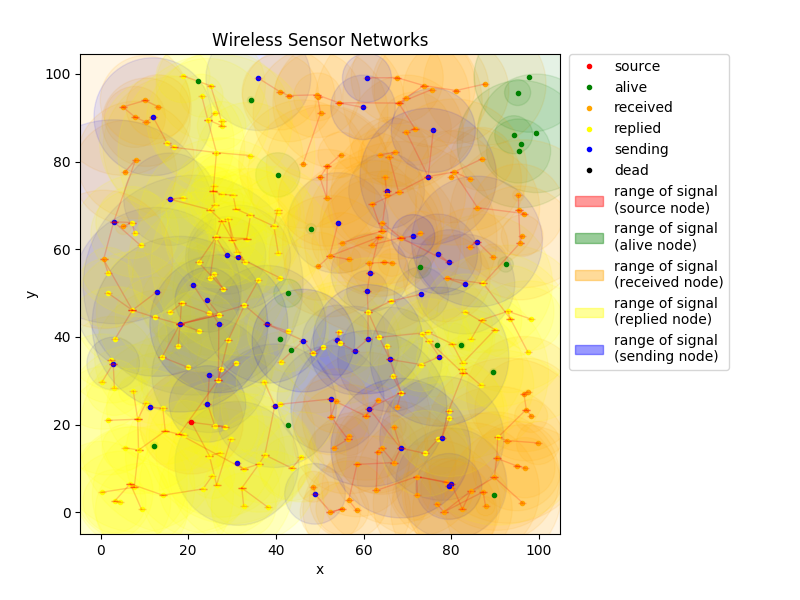 Wireless Sensor Networks
100
80
60
40
20
0
y
0 20 40 60 80 100
x
source
alive
received
replied
sending
dead
range of signal
(source node)
range of signal
(alive node)
range of signal
(received node)
range of signal
(replied node)
range of signal
(sending node)